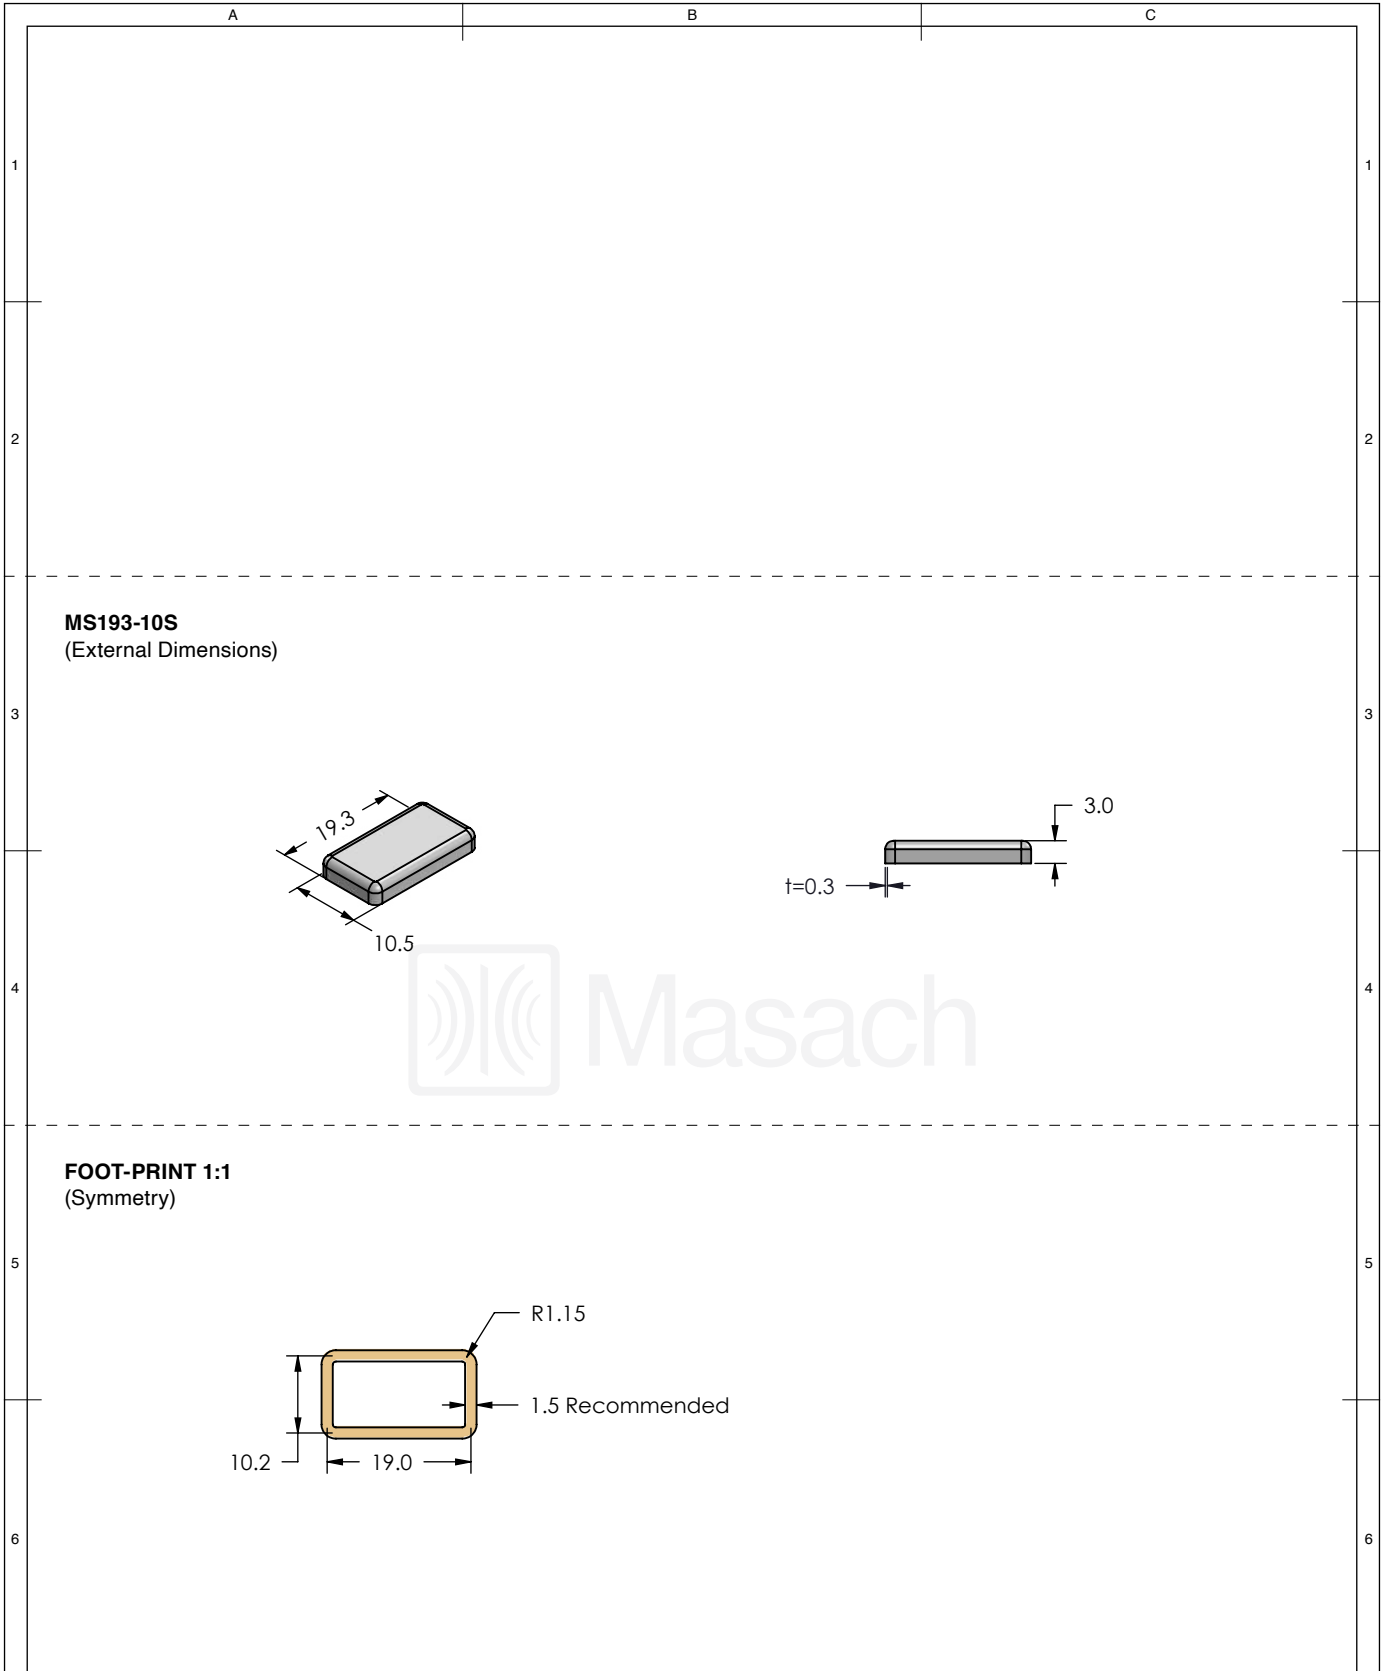 A B C
1 1
2 2
MS193-10S
(External Dimensions)
3 3
19.3
3.0
t=0.3
10.5
4 4
Masach
FOOT-PRINT 1:1
(Symmetry)
5 5
R1.15
1.5 Recommended
10.2 19.0
6 6